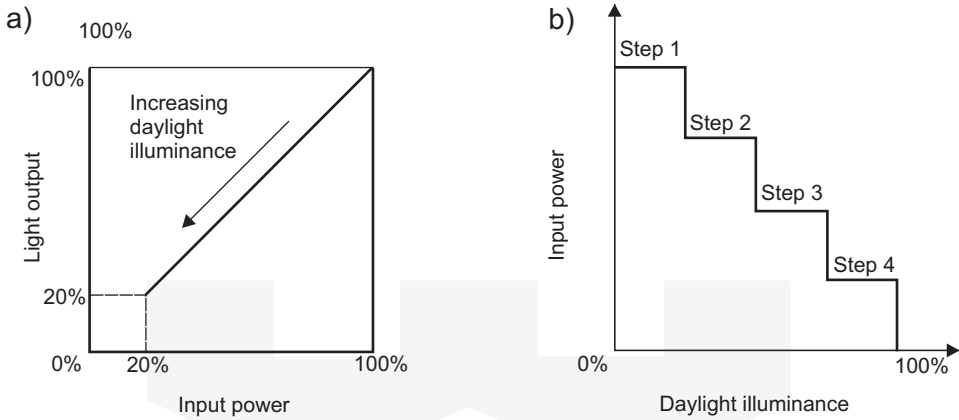 a)
100%
100%
Increasing
daylight
illuminance
Light output
20%
0%
20%
100%
Input power
b)
Step 1
Step 2
Step 3
Step 4
Input power
0%
100%
Daylight illuminance